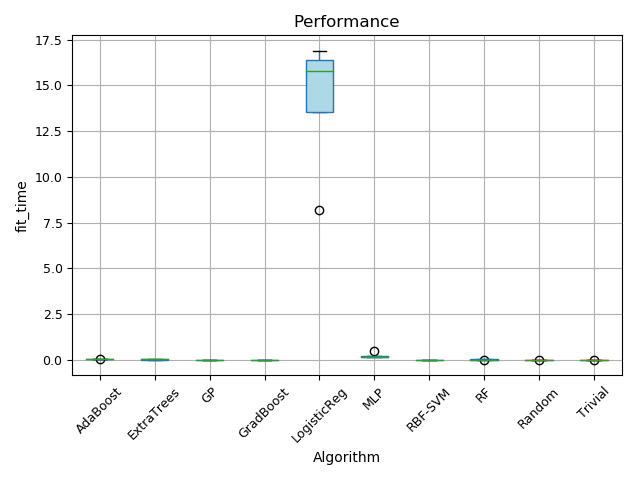 Performance
17.5
15.0
12.5
10.0
7.5
5.0
2.5
0.0
fit_time
AdaBoost
ExtraTrees
GP
GradBoost
LogisticReg
MLP
RBF-SVM
RF
Random
Trivial
Algorithm